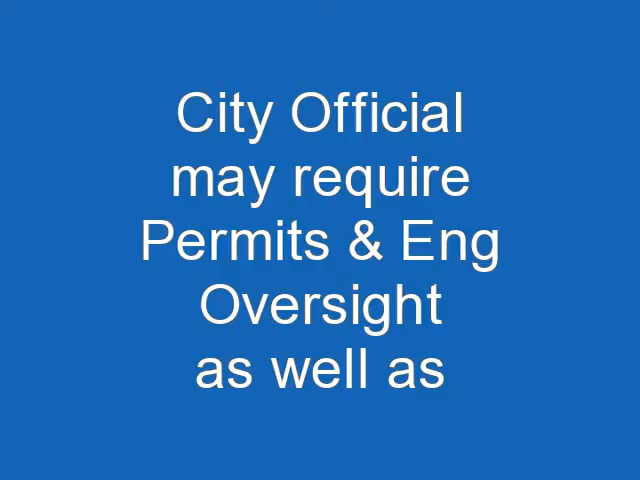 City Official
may require
Permits & Eng
Oversight
as well as